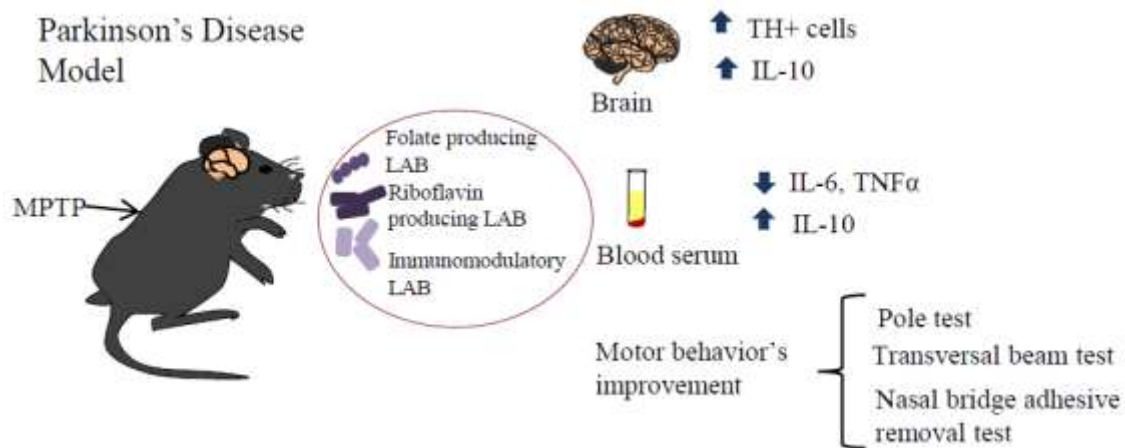 Parkinson's Disease
Model
MPTP
Folate producing
LAB
Riboflavin
producing LAB
Immunomodulatory
LAB
Brain
TH+ cells
IL-10
Blood serum
IL-6, TNFα
IL-10
Motor behavior's
improvement
Pole test
Transversal beam test
Nasal bridge adhesive
removal test